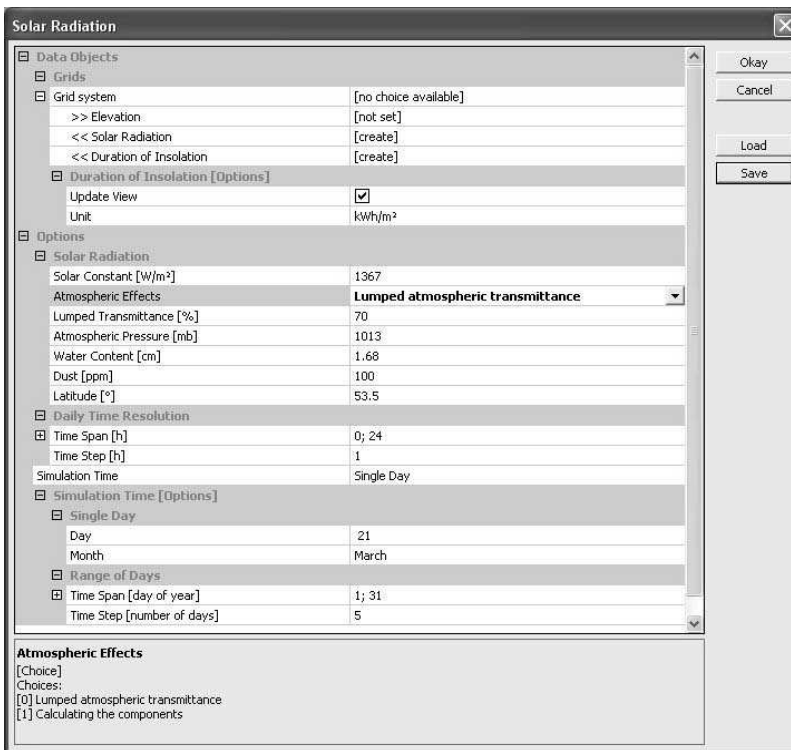 Solar Radiation
Data Objects
Grids
Grid system [no choice available]
>> Elevation [not set]
<< Solar Radiation [create]
<< Duration of Insolation [create]
Duration of Insolation [Options]
Update View
Unit kWh/m²
Options
Solar Radiation
Solar Constant [W/m²] 1367
Atmospheric Effects Lumped atmospheric transmittance
Lumped Transmittance [%] 70
Atmospheric Pressure [mb] 1013
Water Content [cm] 1.68
Dust [ppm] 100
Latitude [°] 53.5
Daily Time Resolution
Time Span [h] 0; 24
Time Step [h] 1
Simulation Time Single Day
Simulation Time [Options]
Single Day
Day 21
Month March
Range of Days
Time Span [day of year] 1; 31
Time Step [number of days] 5
Okay
Cancel
Load
Save
Atmospheric Effects
[Choice]
Choices:
[0] Lumped atmospheric transmittance
[1] Calculating the components